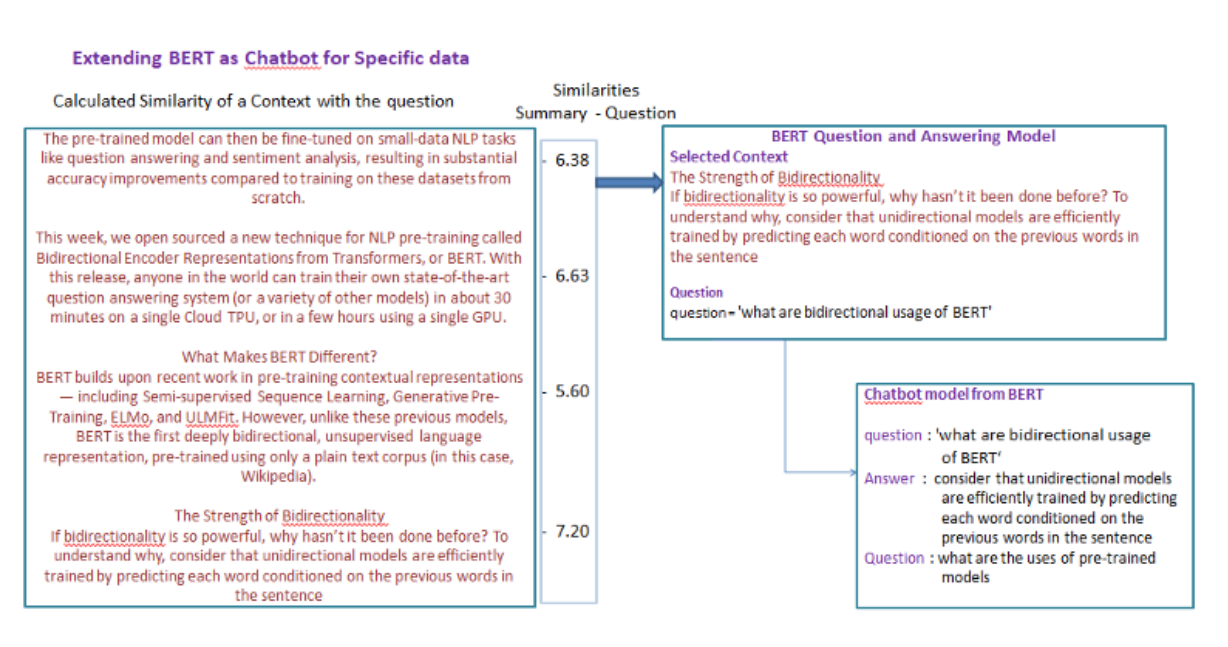 Extending BERT as Chatbot for Specific data
Calculated Similarity of a Context with the question
Similarities
Summary - Question
The pre-trained model can then be fine-tuned on small-data NLP tasks
like question answering and sentiment analysis, resulting in substantial
accuracy improvements compared to training on these datasets from
scratch.
- 6.38
This week, we open sourced a new technique for NLP pre-training called
Bidirectional Encoder Representations from Transformers, or BERT. With
this release, anyone in the world can train their own state-of-the-art
question answering system (or a variety of other models) in about 30
minutes on a single Cloud TPU, or in a few hours using a single GPU.
- 6.63
What Makes BERT Different?
BERT builds upon recent work in pre-training contextual representations
— including Semi-supervised Sequence Learning, Generative Pre-
Training, ELMo, and ULMFit. However, unlike these previous models,
BERT is the first deeply bidirectional, unsupervised language
representation, pre-trained using only a plain text corpus (in this case,
Wikipedia).
- 5.60
The Strength of Bidirectionality
If bidirectionality is so powerful, why hasn't it been done before? To
understand why, consider that unidirectional models are efficiently
trained by predicting each word conditioned on the previous words in
the sentence
- 7.20
BERT Question and Answering Model
Selected Context
The Strength of Bidirectionality
If bidirectionality is so powerful, why hasn't it been done before? To
understand why, consider that unidirectional models are efficiently
trained by predicting each word conditioned on the previous words in
the sentence
Question
question= 'what are bidirectional usage of BERT'
Chatbot model from BERT
question : 'what are bidirectional usage
of BERT'
Answer : consider that unidirectional models
are efficiently trained by predicting
each word conditioned on the
previous words in the sentence
Question : what are the uses of pre-trained
models